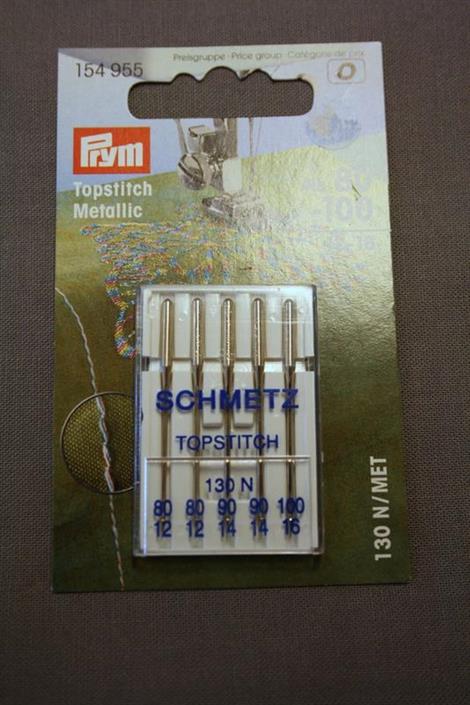 Preisgruppe · Price group · Catégorie de prix
154 955
O
Prym
Topstitch
Metallic
80
-100
SCHMETZ
TOPSTITCH
130 N
80 80 90 90 100
12 12 14 14 16
130 N/MET